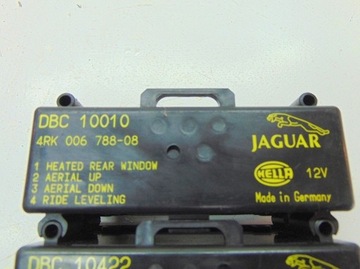 DBC 10010
4RK 006 788-08
JAGUAR
1 HEATED REAR WINDOW
2 AERIAL UP
3 AERIAL DOWN
4 RIDE LEVELING
HELLA
12V
Made in Germany
DBC 10422